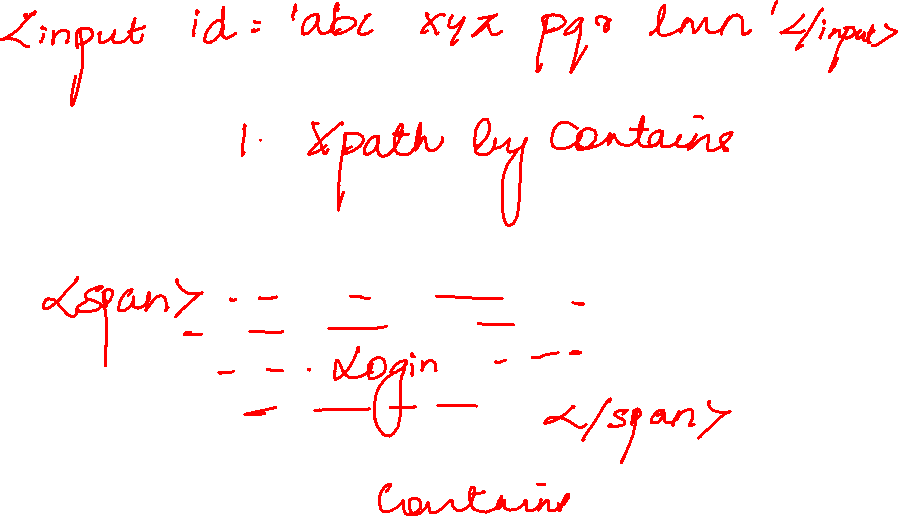 <input id = 'abc xyz pqr lmn' </input>
1. Xpath by Contains
<span> - - - — -
- - — -
- - . Login - - -
- — - - </span>
Contains